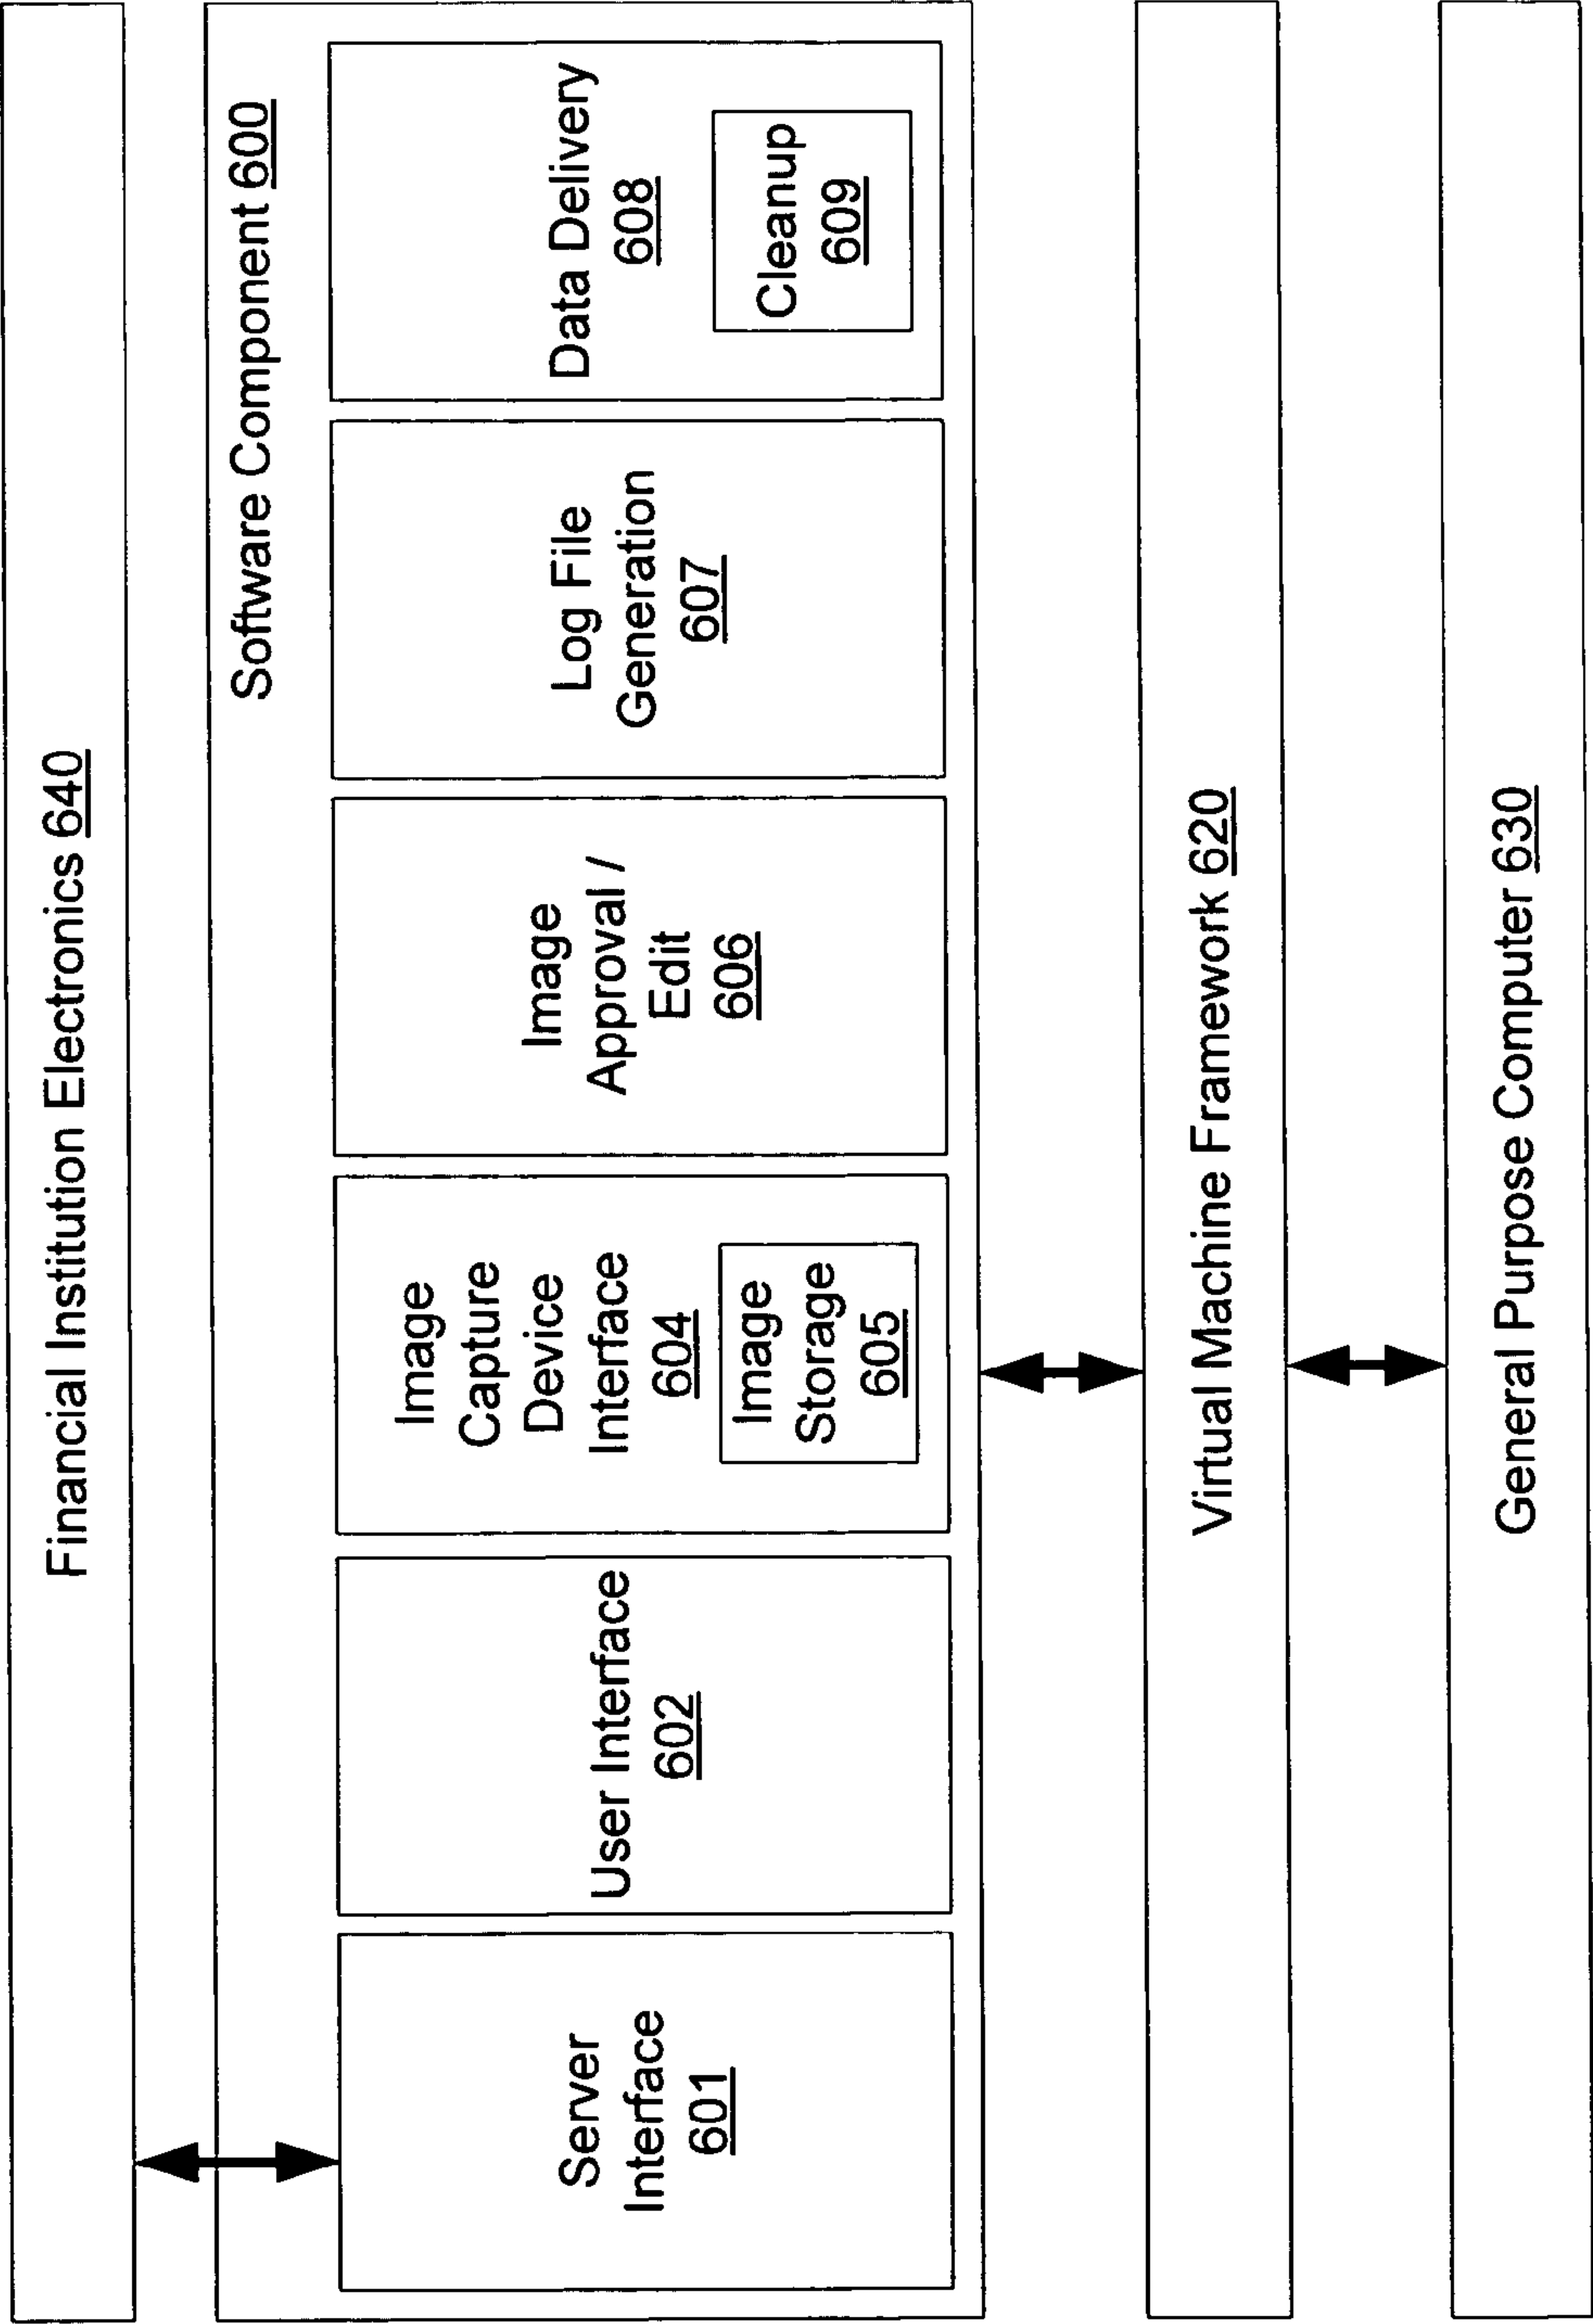 Financial Institution Electronics 640
Software Component 600
Server
Interface
601
User Interface
602
Image
Capture
Device
Interface
604
Image
Storage
605
Image
Approval /
Edit
606
Log File
Generation
607
Data Delivery
608
Cleanup
609
Virtual Machine Framework 620
General Purpose Computer 630